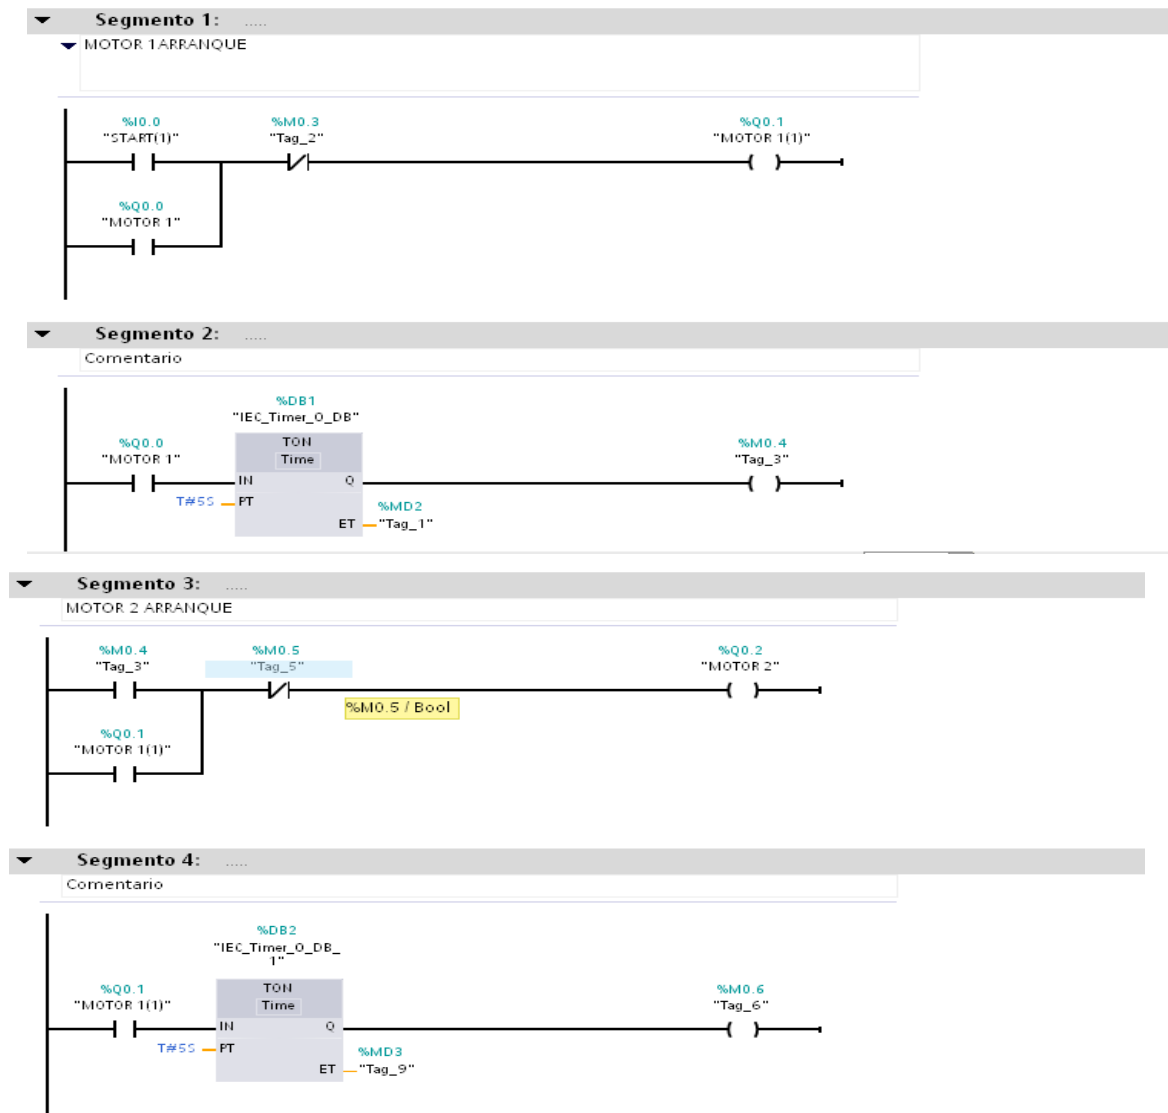 Segmento 1: .....
MOTOR 1 ARRANQUE
%I0.0
"START(1)"
%M0.3
"Tag_2"
%Q0.1
"MOTOR 1(1)"
%Q0.0
"MOTOR 1"
Segmento 2: .....
Comentario
%DB1
"IEC_Timer_0_DB"
%Q0.0
"MOTOR 1"
TON
Time
%M0.4
"Tag_3"
IN Q
T#5S PT
%MD2
ET "Tag_1"
Segmento 3: .....
MOTOR 2 ARRANQUE
%M0.4
"Tag_3"
%M0.5
"Tag_5"
%Q0.2
"MOTOR 2"
%M0.5 / Bool
%Q0.1
"MOTOR 1(1)"
Segmento 4: .....
Comentario
%DB2
"IEC_Timer_0_DB_
1"
%Q0.1
"MOTOR 1(1)"
TON
Time
%M0.6
"Tag_6"
IN Q
T#5S PT
%MD3
ET "Tag_9"